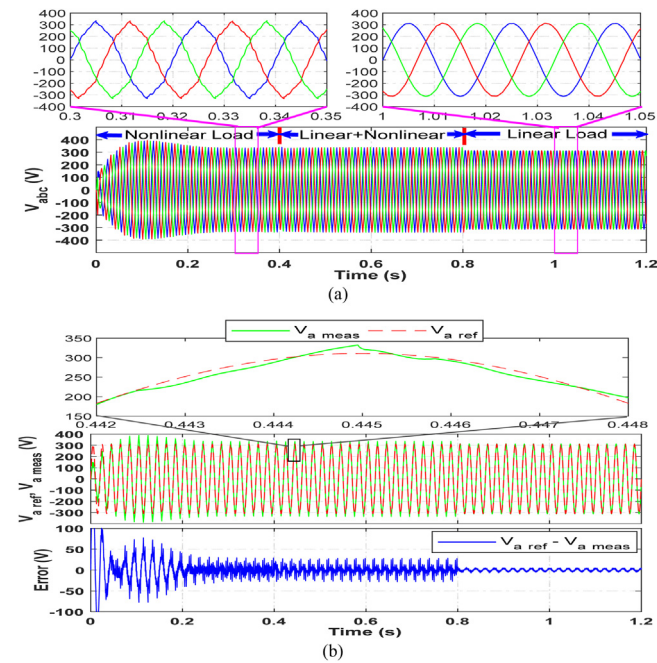 (a)
400
300
200
100
0
-100
-200
-300
-400
0.3 0.31 0.32 0.33 0.34 0.35
400
300
200
100
0
-100
-200
-300
-400
1 1.01 1.02 1.03 1.04 1.05
Nonlinear Load Linear+Nonlinear Linear Load
V abc (V)
400
300
200
100
0
-100
-200
-300
-400
0 0.2 0.4 0.6 0.8 1 1.2
Time (s)
(a)
V a meas V a ref
350
300
250
200
150
0.442 0.443 0.444 0.445 0.446 0.447 0.448
V a ref, V a meas (V)
400
300
200
100
0
-100
-200
-300
Error (V)
100
50
0
-50
-100
V a ref - V a meas
0 0.2 0.4 0.6 0.8 1 1.2
Time (s)
(b)